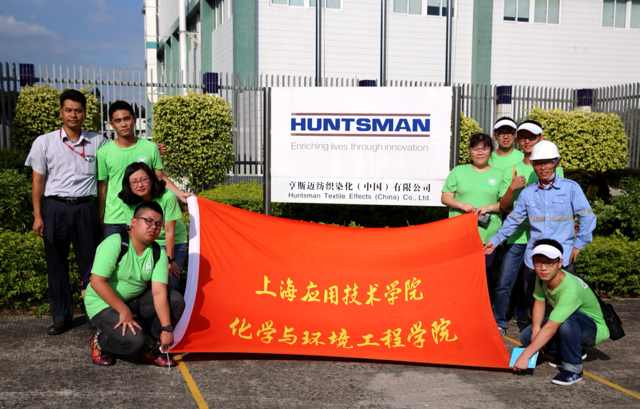 HUNTSMAN
Enriching lives through innovation
亨斯迈纺织染化（中国）有限公司
Huntsman Textile Effects (China) Co., Ltd.
上海应用技术学院
化学与环境工程学院